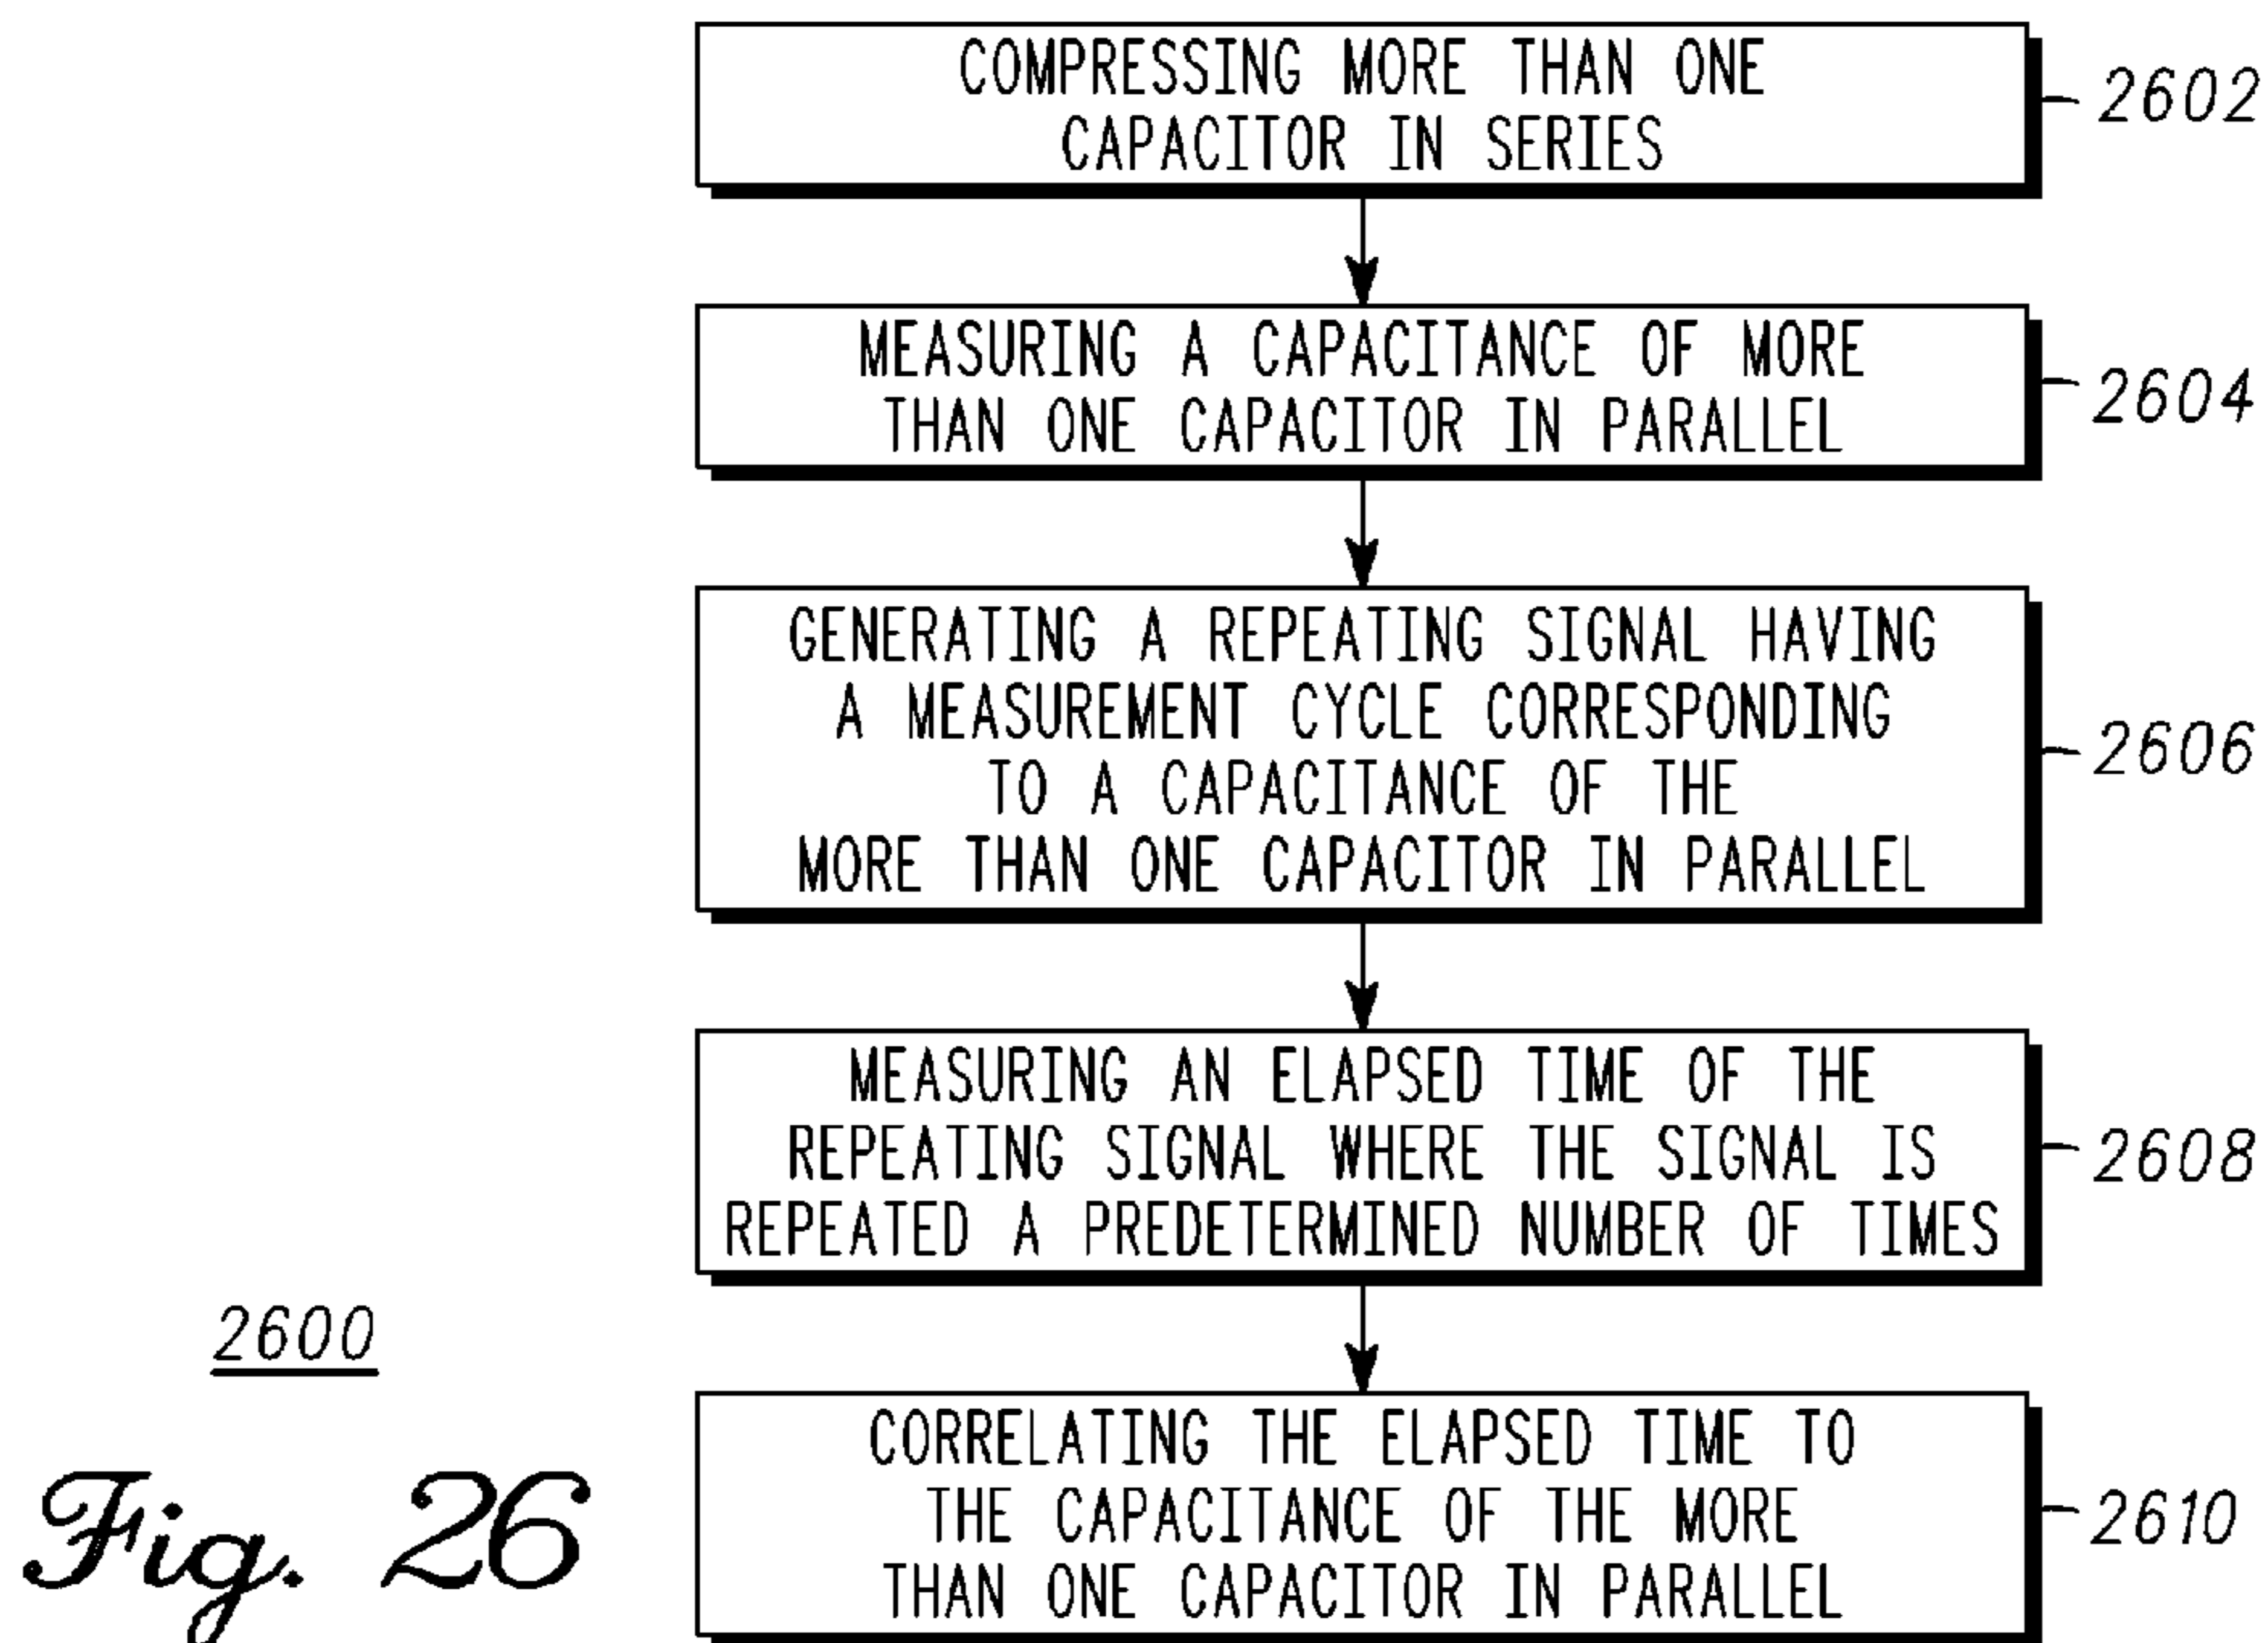 COMPRESSING MORE THAN ONE
CAPACITOR IN SERIES
2602
MEASURING A CAPACITANCE OF MORE
THAN ONE CAPACITOR IN PARALLEL
2604
GENERATING A REPEATING SIGNAL HAVING
A MEASUREMENT CYCLE CORRESPONDING
TO A CAPACITANCE OF THE
MORE THAN ONE CAPACITOR IN PARALLEL
2606
MEASURING AN ELAPSED TIME OF THE
REPEATING SIGNAL WHERE THE SIGNAL IS
REPEATED A PREDETERMINED NUMBER OF TIMES
2608
CORRELATING THE ELAPSED TIME TO
THE CAPACITANCE OF THE MORE
THAN ONE CAPACITOR IN PARALLEL
2610
2600
Fig. 26